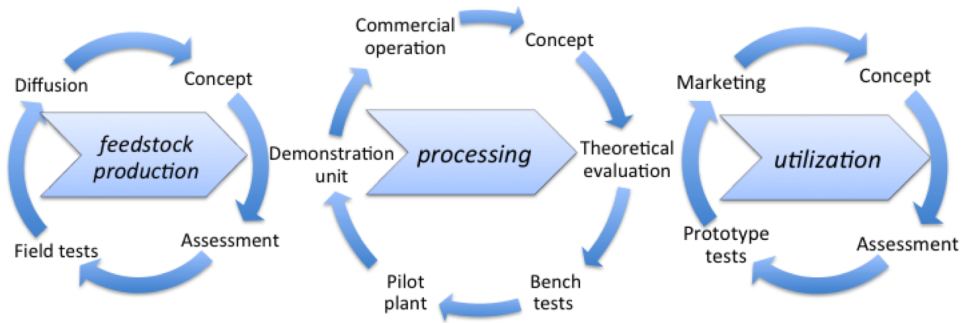 Diffusion
Concept
feedstock
production
Field tests
Assessment
Commercial
operation
Concept
Demonstration
unit
processing
Theoretical
evaluation
Pilot
plant
Bench
tests
Marketing
Concept
utilization
Prototype
tests
Assessment